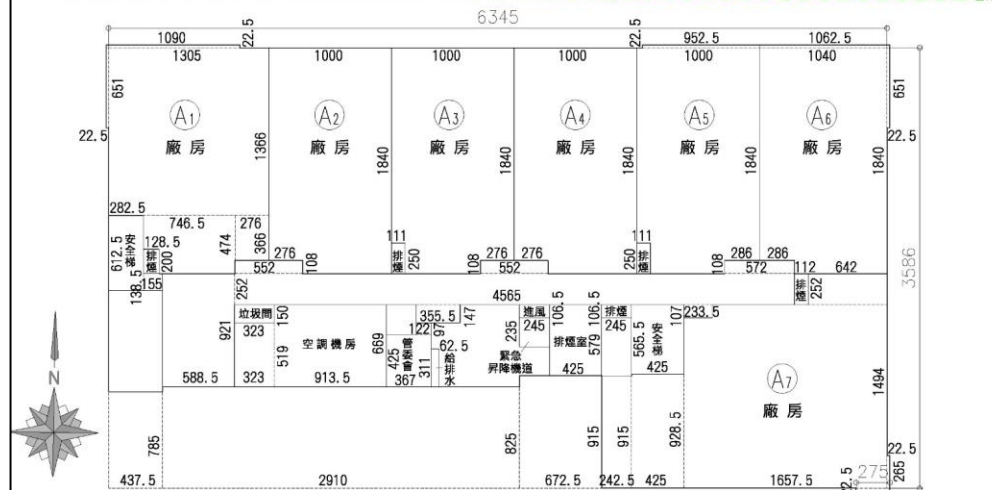 6345
1090 22.5 22.5 952.5 1062.5
1305 1000 1000 1000 1000 1040
651 651
A1 A2 A3 A4 A5 A6
22.5 22.5
廠房 廠房 廠房 廠房 廠房 廠房
1366 1840 1840 1840 1840
282.5
746.5 276 111 111
安全梯 612.5 128.5 474 366 276 276 276 286 286
排煙 200 排煙 250 250 排煙
552 108 108 552 108 572 112 642
138.5 155 252 排煙 252
3586
4565
垃圾間 150 355.5 147 進風 106.5 106.5 排煙 107 233.5
921 323 122 97 235 245 245 安全梯
519 空調機房 669 管委會 425 62.5 排煙室 579 565.5
311 給排水 緊急
昇降機道 425 425
588.5 323 913.5 367
A7
廠房
1494
785 825 915 915 928.5
22.5
275 265
437.5 2910 672.5 242.5 425 1657.5
N